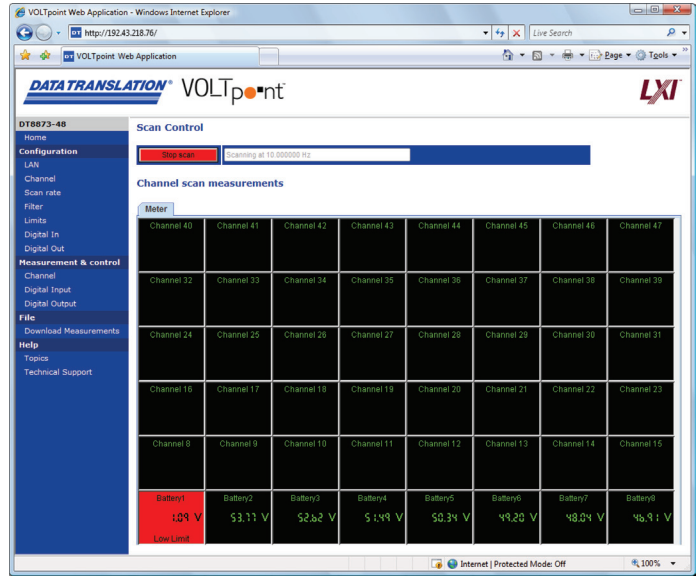 VOLTpoint Web Application - Windows Internet Explorer
DT http://192.43.218.76/
Live Search
DT VOLTpoint Web Application
Page Tools
DATA TRANSLATION® VOLTpoint™
LXI
DT8873-48
Home
Configuration
LAN
Channel
Scan rate
Filter
Limits
Digital In
Digital Out
Measurement & control
Channel
Digital Input
Digital Output
File
Download Measurements
Help
Topics
Technical Support
Scan Control
Stop scan Scanning at 10.000000 Hz
Channel scan measurements
Meter
Channel 40 Channel 41 Channel 42 Channel 43 Channel 44 Channel 45 Channel 46 Channel 47
Channel 32 Channel 33 Channel 34 Channel 35 Channel 36 Channel 37 Channel 38 Channel 39
Channel 24 Channel 25 Channel 26 Channel 27 Channel 28 Channel 29 Channel 30 Channel 31
Channel 16 Channel 17 Channel 18 Channel 19 Channel 20 Channel 21 Channel 22 Channel 23
Channel 8 Channel 9 Channel 10 Channel 11 Channel 12 Channel 13 Channel 14 Channel 15
Battery1 Battery2 Battery3 Battery4 Battery5 Battery6 Battery7 Battery8
1.09 V 53.77 V 52.62 V 51.49 V 50.34 V 49.20 V 48.04 V 46.91 V
Low Limit
Internet | Protected Mode: Off 100%